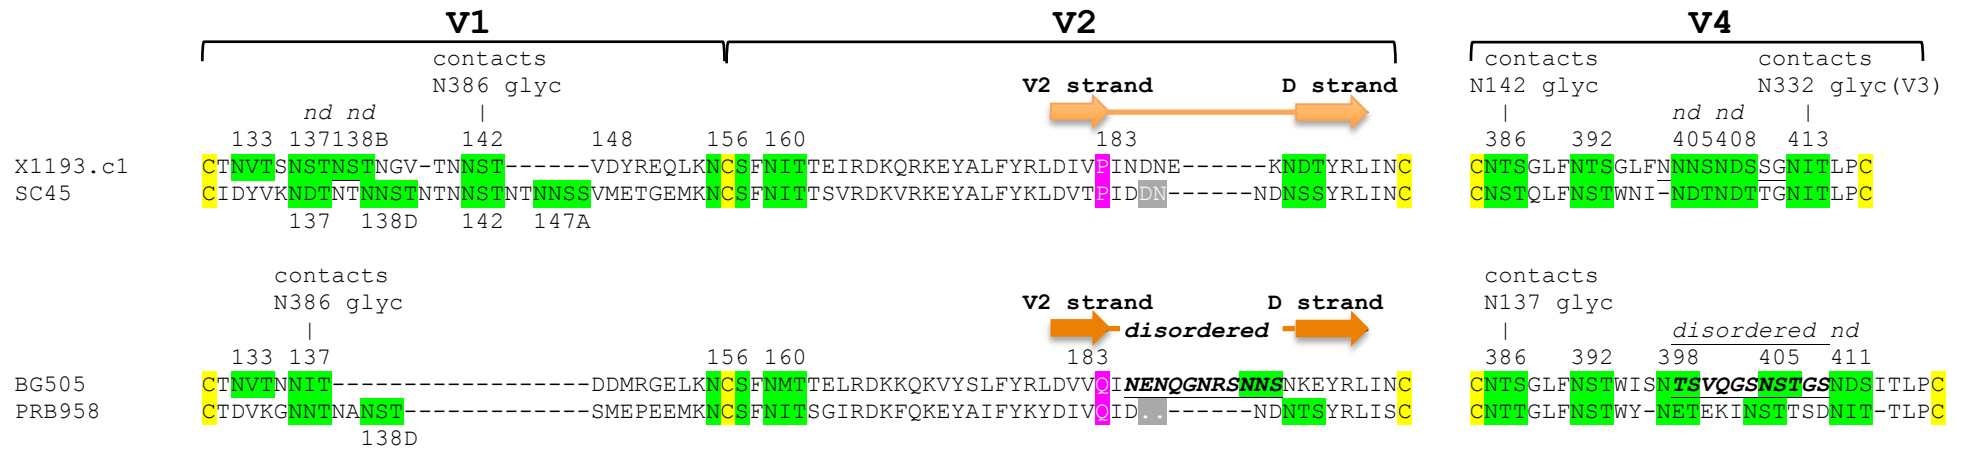 V1 V2 V4
contacts contacts contacts
N386 glyc V2 strand D strand N142 glyc N332 glyc(V3)
nd nd | | nd nd |
133 137138B 142 148 156 160 183 386 392 405408 413
X1193.c1 CTNVTSNSTNSTNGV-TNNST------VDYREQLKNCSFNITTEIRDKQRKEYALFYRLDIVPINDNE------KNDTYRLINC CNTSGLFNTSGLFNNNSNDSSGNITLPC
SC45 CIDYVKNDTNTNNSTNTNNSTNTNNSSVMETGEMKNCSFNITTSVRDKVRKEYALFYKLDVTPIDDN------NDNSSYRLINC CNSTQLFNSTWNI-NDTNDTTGNITLPC
137 138D 142 147A
contacts contacts
N386 glyc V2 strand D strand N137 glyc
| disordered | disordered nd
133 137 156 160 183 386 392 398 405 411
BG505 CTNVTNNIT------------------DDMRGELKNCSFNMTTELRDKKQKVYSLFYRLDVVQINENQGNRSNNSNKEYRLINC CNTSGLFNSTWISNTSVQGSNSTGSNDSITLPC
PRB958 CTDVKGNNTNANST-------------SMEPEEMKNCSFNITSGIRDKFQKEYAIFYKYDIVQID..------NDNTSYRLISC CNTTGLFNSTWY-NETEKINSTTSDNIT-TLPC
138D